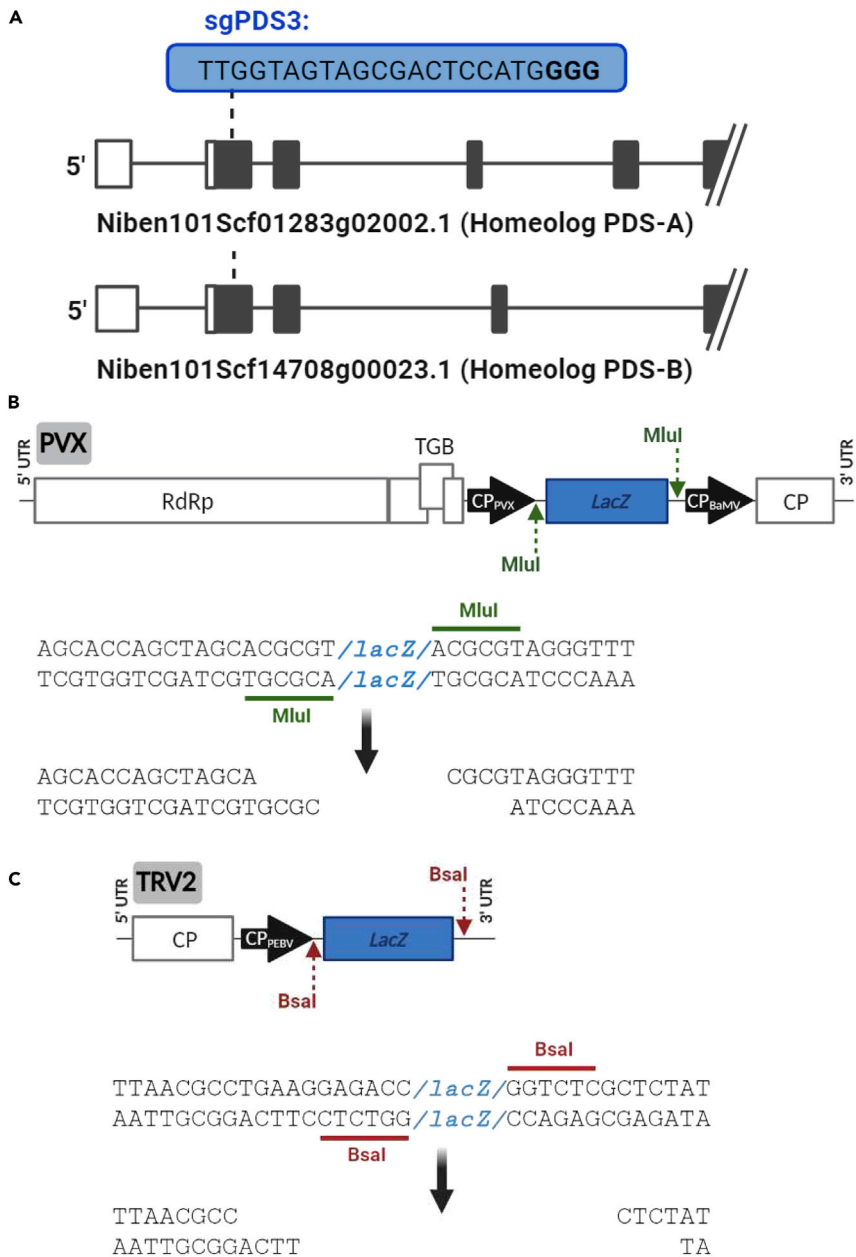 A
sgPDS3:
TTGGTAGTAGCGACTCCATGGGG
5'
Niben101Scf01283g02002.1 (Homeolog PDS-A)
5'
Niben101Scf14708g00023.1 (Homeolog PDS-B)
B
PVX
5' UTR
TGB
MluI
3' UTR
RdRp
CPPVX
LacZ
CPBaMV
CP
MluI
MluI
AGCACCAGCTAGCACGCGT/lacZ/ACGCGTAGGGTTT
TCGTGGTCGATCGTGCGCA/lacZ/TGCGCATCCCAAA
MluI
AGCACCAGCTAGCA CGCGTAGGGTTT
TCGTGGTCGATCGTGCGC ATCCCAAA
C
TRV2
5' UTR
BsaI
3' UTR
CP
CPPEBV
LacZ
BsaI
BsaI
TTAACGCCTGAAGGAGACC/lacZ/GGTCTCGCTCTAT
AATTGCGGACTTCCTCTGG/lacZ/CCAGAGCGAGATA
BsaI
TTAACGCC CTCTAT
AATTGCGGACTT TA